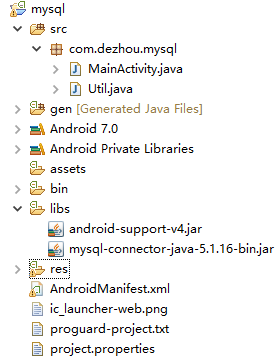 mysql
src
com.dezhou.mysql
MainActivity.java
Util.java
gen [Generated Java Files]
Android 7.0
Android Private Libraries
assets
bin
libs
android-support-v4.jar
mysql-connector-java-5.1.16-bin.jar
res
AndroidManifest.xml
ic_launcher-web.png
proguard-project.txt
project.properties